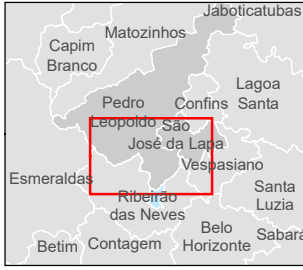 Jaboticatubas
Matozinhos
Capim
Branco
Lagoa
Santa
Pedro
Leopoldo
Confins
São
José da Lapa
Vespasiano
Esmeraldas
Santa
Luzia
Ribeirão
das Neves
Belo
Horizonte
Sabará
Contagem
Betim